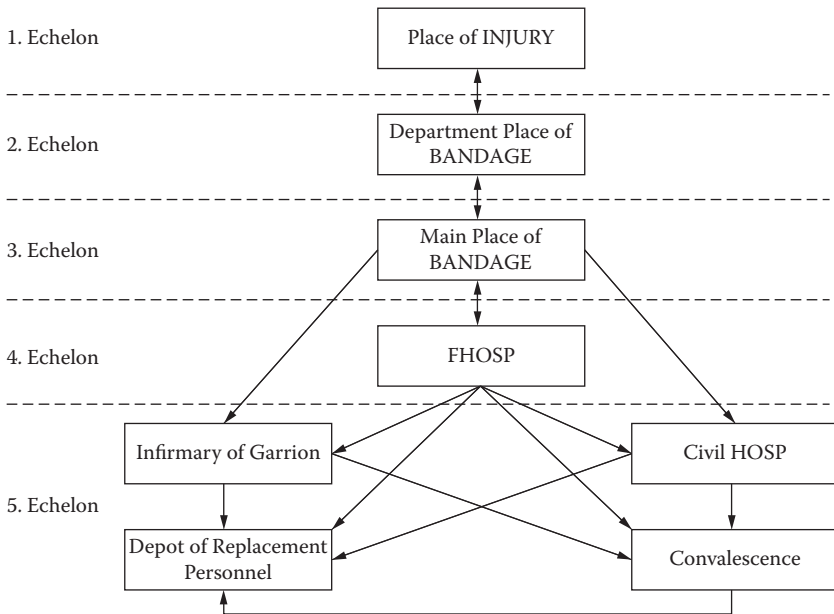 1. Echelon
Place of INJURY
2. Echelon
Department Place of
BANDAGE
3. Echelon
Main Place of
BANDAGE
4. Echelon
FHOSP
Infirmary of Garrion
Civil HOSP
5. Echelon
Depot of Replacement
Personnel
Convalescence